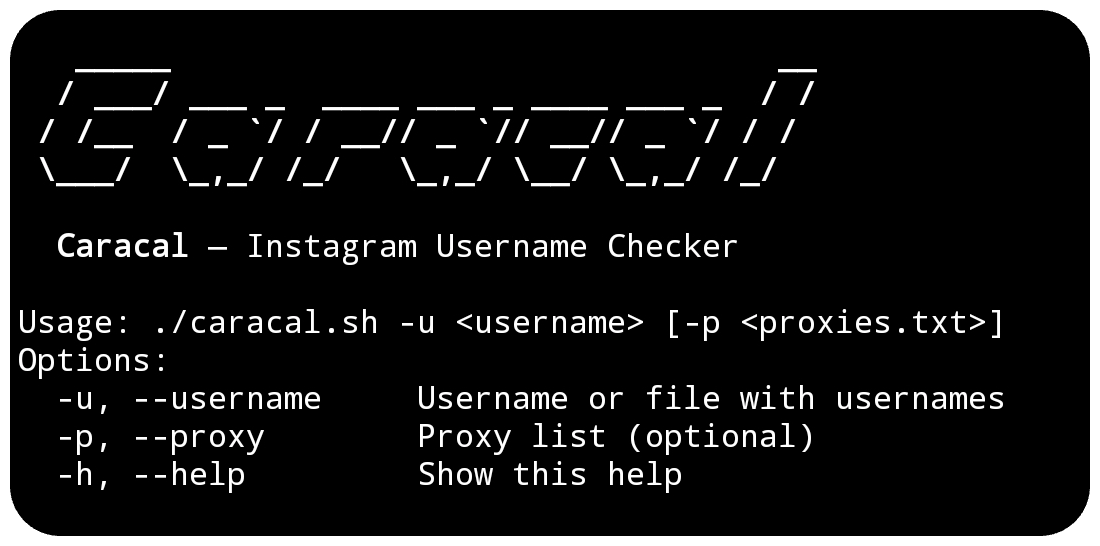 Caracal
Caracal — Instagram Username Checker
Usage: ./caracal.sh -u <username> [-p <proxies.txt>]
Options:
-u, --username Username or file with usernames
-p, --proxy Proxy list (optional)
-h, --help Show this help